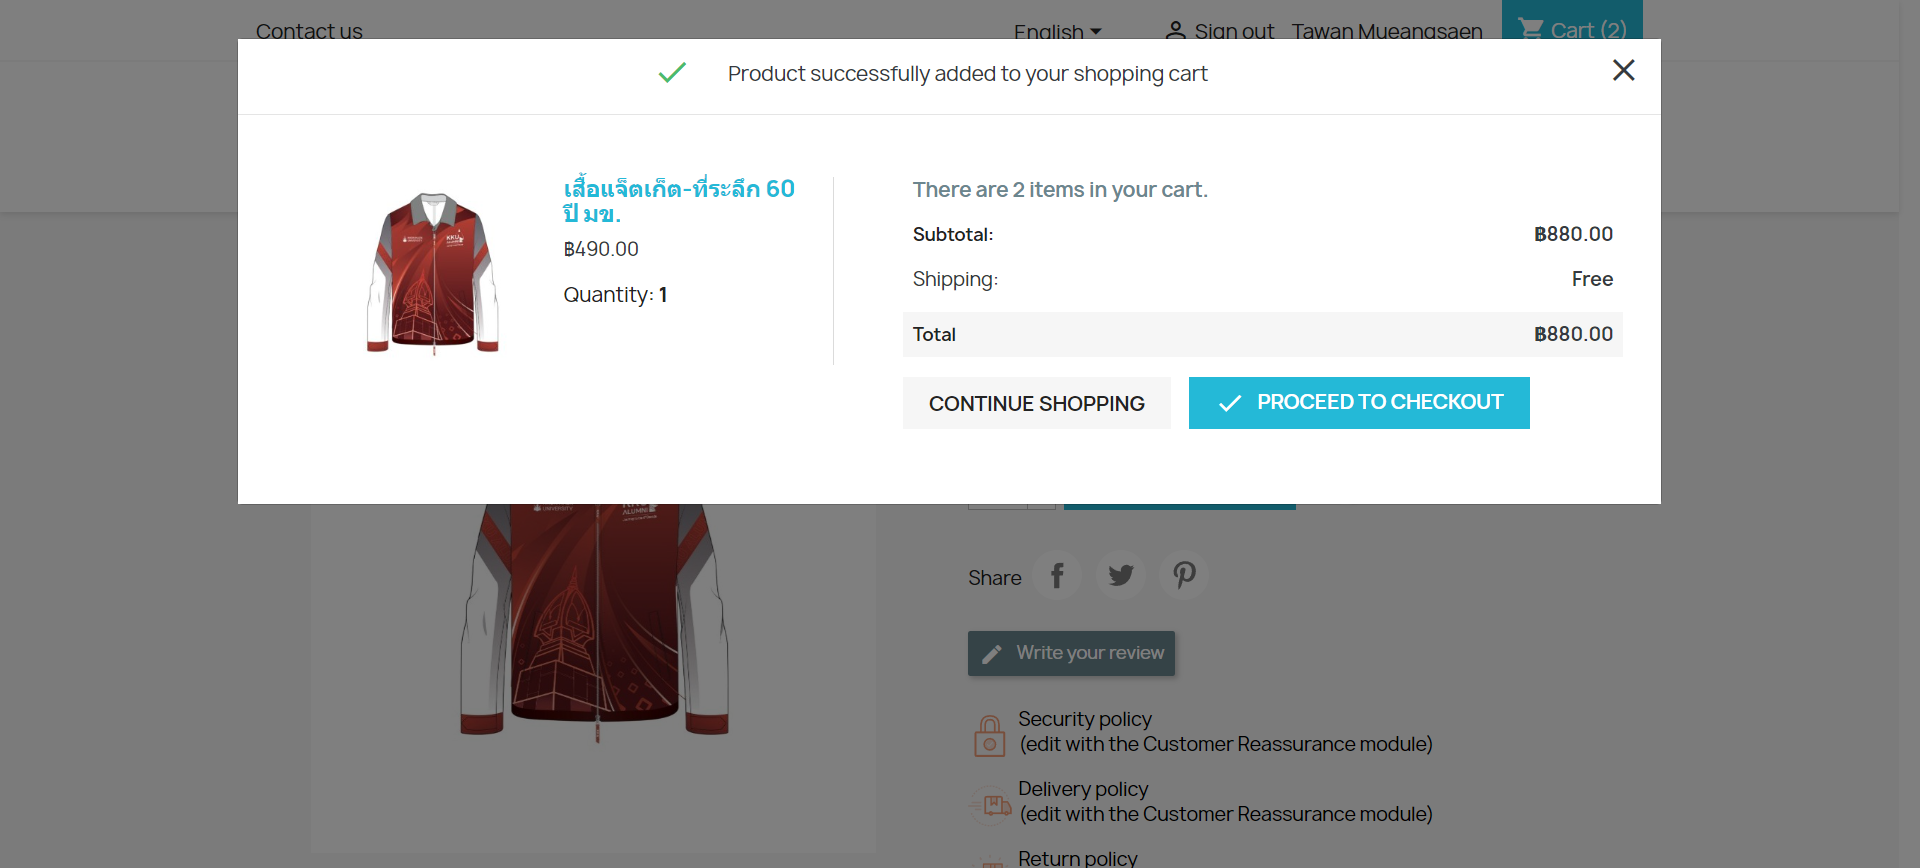 Contact us
English
Sign out
Tawan Mueangsaen
Cart (2)
Product successfully added to your shopping cart
เสื้อแจ็ตเก็ต-ที่ระลึก 60
ปี มข.
฿490.00
Quantity: 1
There are 2 items in your cart.
Subtotal: ฿880.00
Shipping: Free
Total ฿880.00
CONTINUE SHOPPING
PROCEED TO CHECKOUT
KKU
UNIVERSITY
ALUMNI
Share
Write your review
Security policy
(edit with the Customer Reassurance module)
Delivery policy
(edit with the Customer Reassurance module)
Return policy